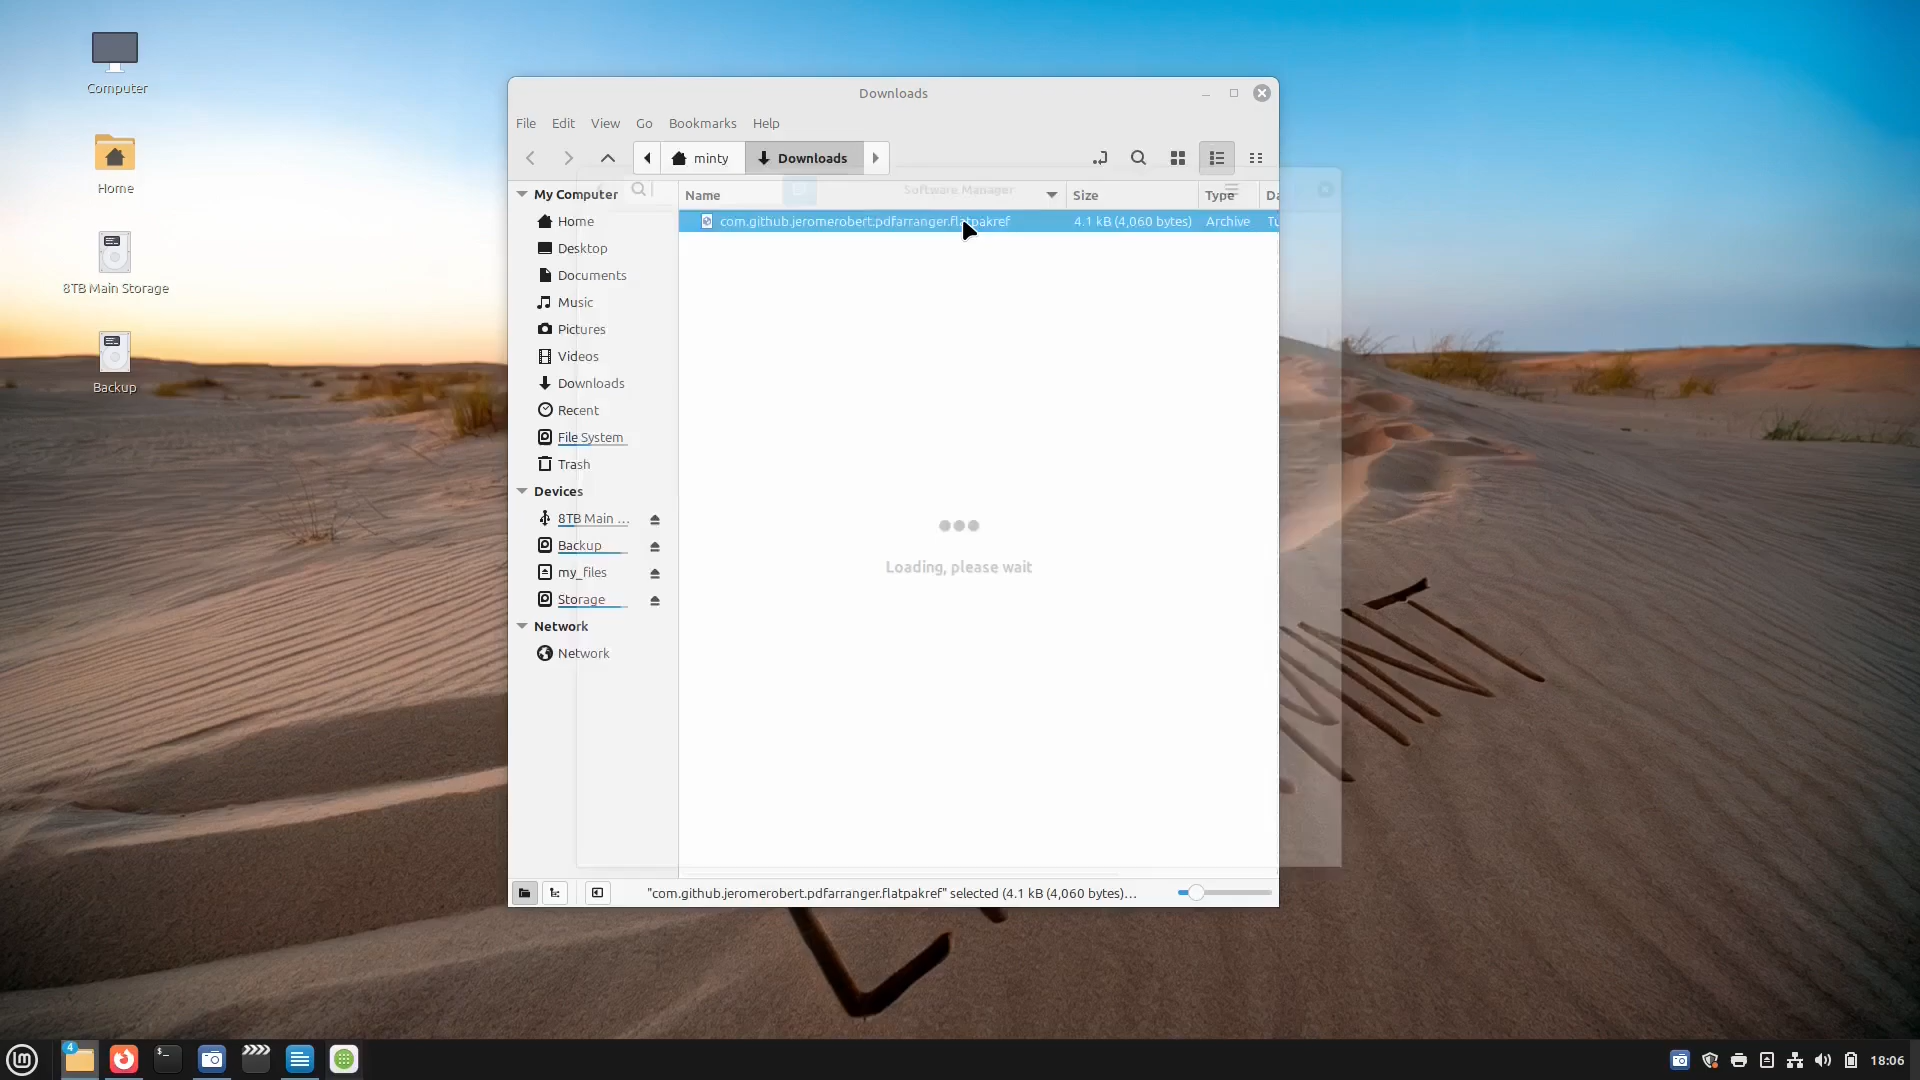 Computer
Home
8TB Main Storage
Backup
Downloads
File Edit View Go Bookmarks Help
minty Downloads
Software Manager
My Computer
Home
Desktop
Documents
Music
Pictures
Videos
Downloads
Recent
File System
Trash
Devices
8TB Main ...
Backup
my_files
Storage
Network
Network
Name Size Type Da
com.github.jeromerobert.pdfarranger.flatpakref 4.1 kB (4,060 bytes) Archive Tu
Loading, please wait
"com.github.jeromerobert.pdfarranger.flatpakref" selected (4.1 kB (4,060 bytes)...
4
18:06